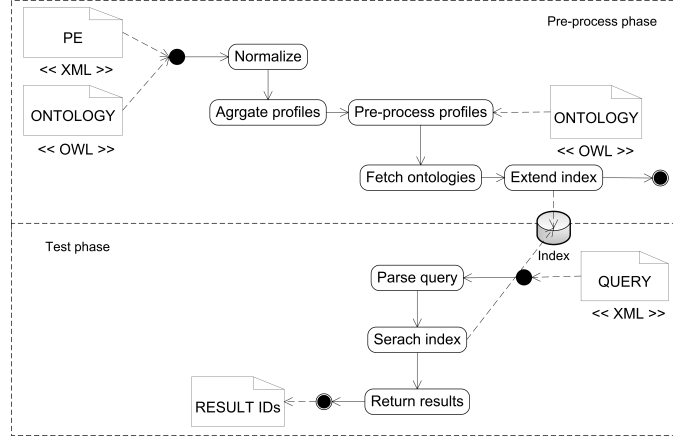 Pre-process phase
PE
<< XML >>
Normalize
ONTOLOGY
<< OWL >>
Agrgate profiles
Pre-process profiles
ONTOLOGY
<< OWL >>
Fetch ontologies
Extend index
Test phase
Index
Parse query
QUERY
<< XML >>
Serach index
Return results
RESULT IDs